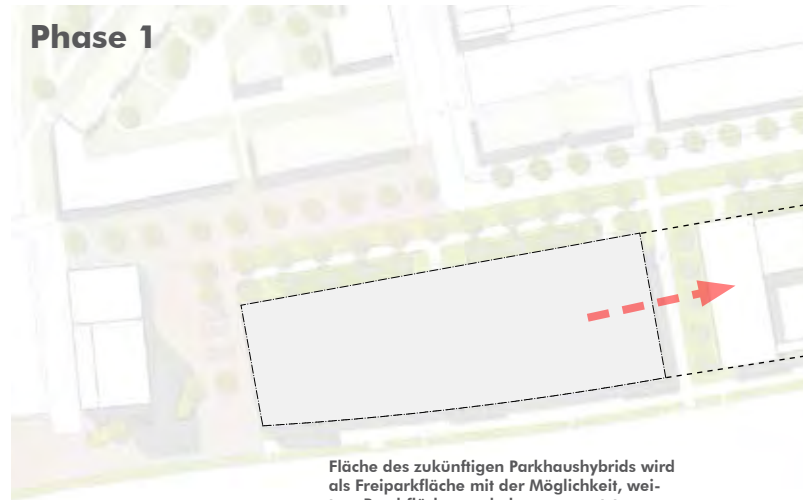 Phase 1
Fläche des zukünftigen Parkhaushybrids wird
als Freiparkfläche mit der Möglichkeit, wei-